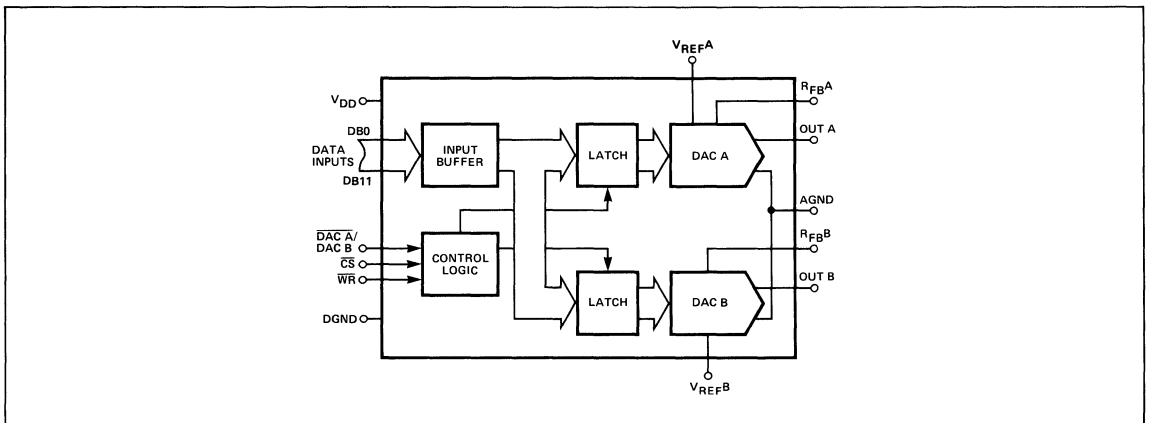 VREFA
RFBA
VDD
OUT A
DB0
DATA
INPUTS
DB11
INPUT
BUFFER
LATCH
DAC A
AGND
RFBB
DAC A/
DAC B
CS
WR
CONTROL
LOGIC
OUT B
LATCH
DAC B
DGND
VREFB